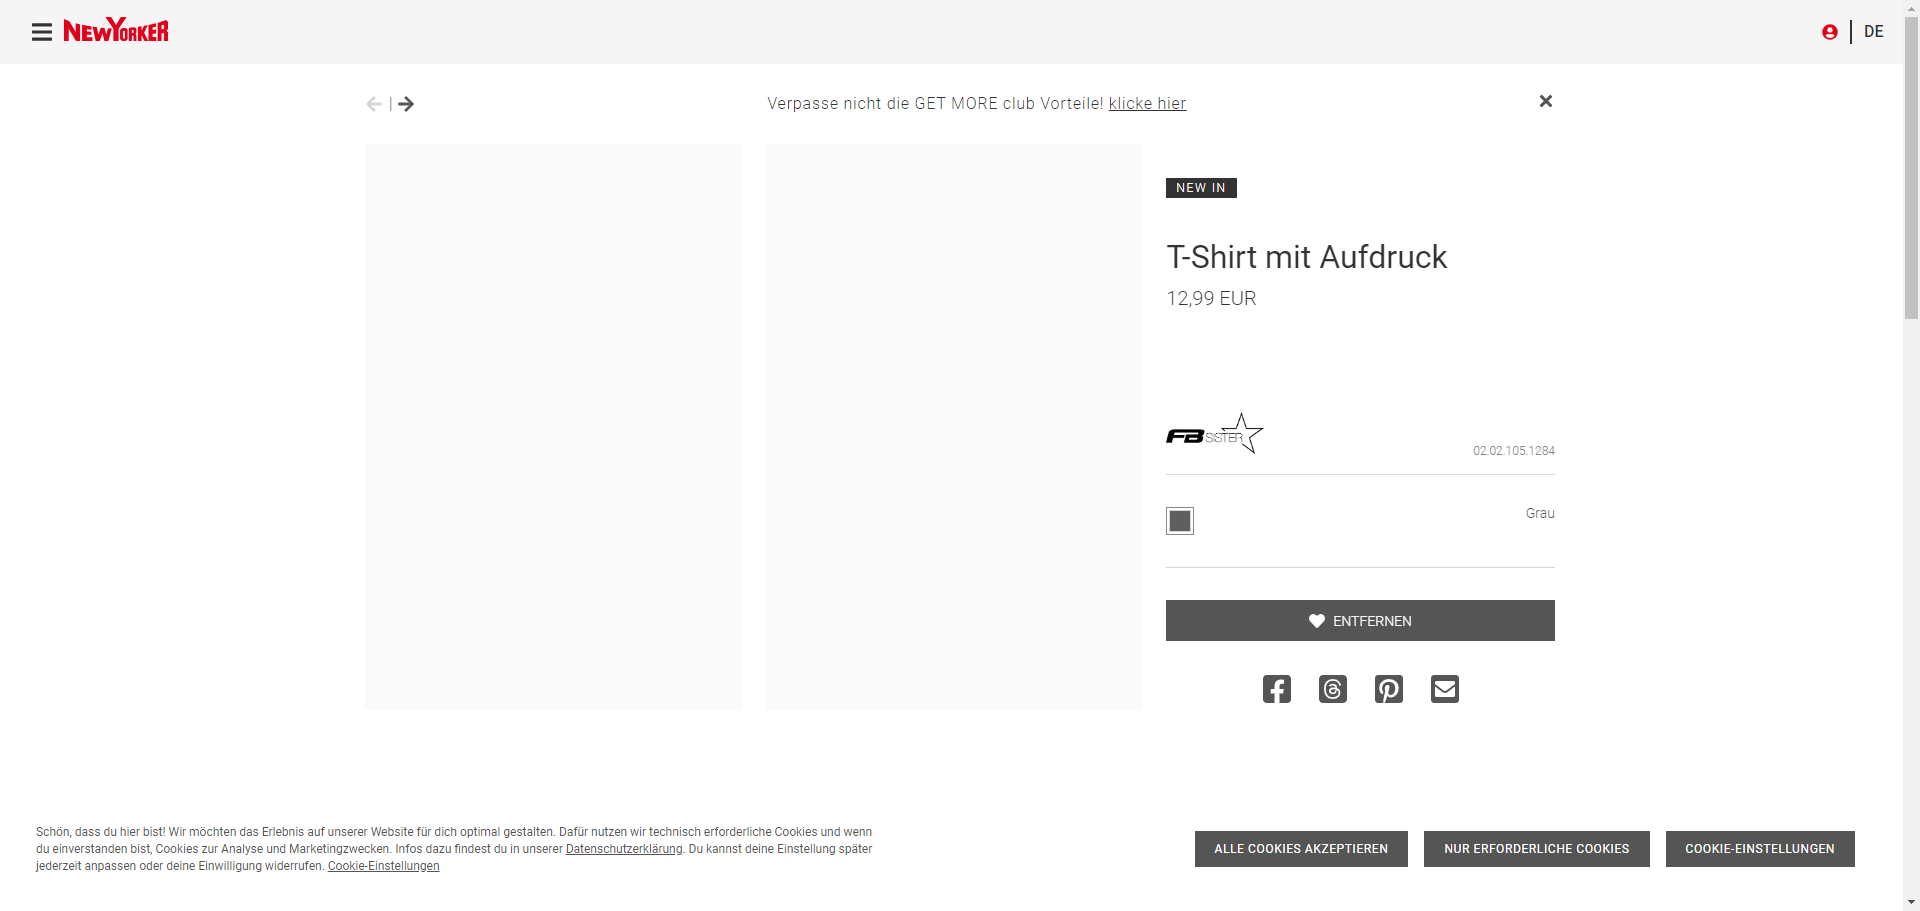 NEWYORKER
DE
Verpasse nicht die GET MORE club Vorteile! klicke hier
NEW IN
T-Shirt mit Aufdruck
12,99 EUR
FB SISTER
02.02.105.1284
Grau
ENTFERNEN
Schön, dass du hier bist! Wir möchten das Erlebnis auf unserer Website für dich optimal gestalten. Dafür nutzen wir technisch erforderliche Cookies und wenn
du einverstanden bist, Cookies zur Analyse und Marketingzwecken. Infos dazu findest du in unserer Datenschutzerklärung. Du kannst deine Einstellung später
jederzeit anpassen oder deine Einwilligung widerrufen. Cookie-Einstellungen
ALLE COOKIES AKZEPTIEREN
NUR ERFORDERLICHE COOKIES
COOKIE-EINSTELLUNGEN